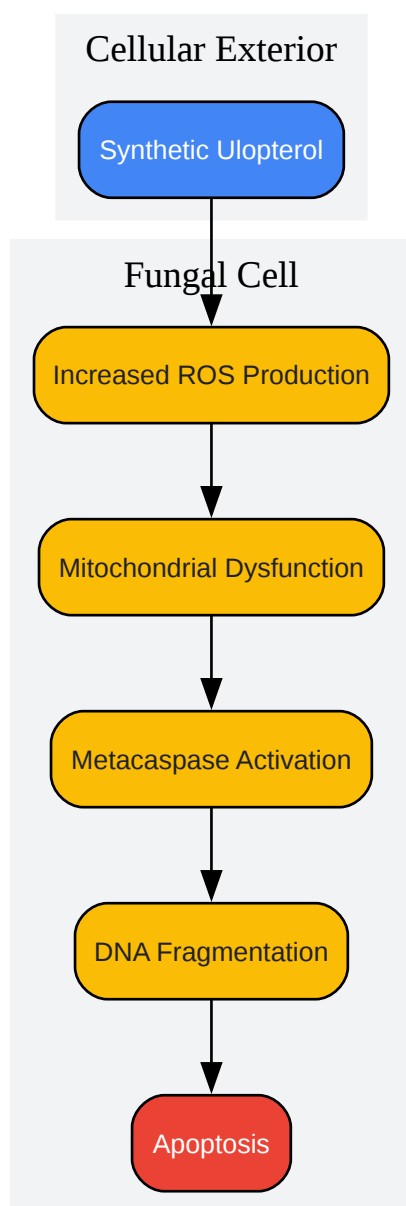 Cellular Exterior
Synthetic Ulopterol
Fungal Cell
Increased ROS Production
Mitochondrial Dysfunction
Metacaspase Activation
DNA Fragmentation
Apoptosis